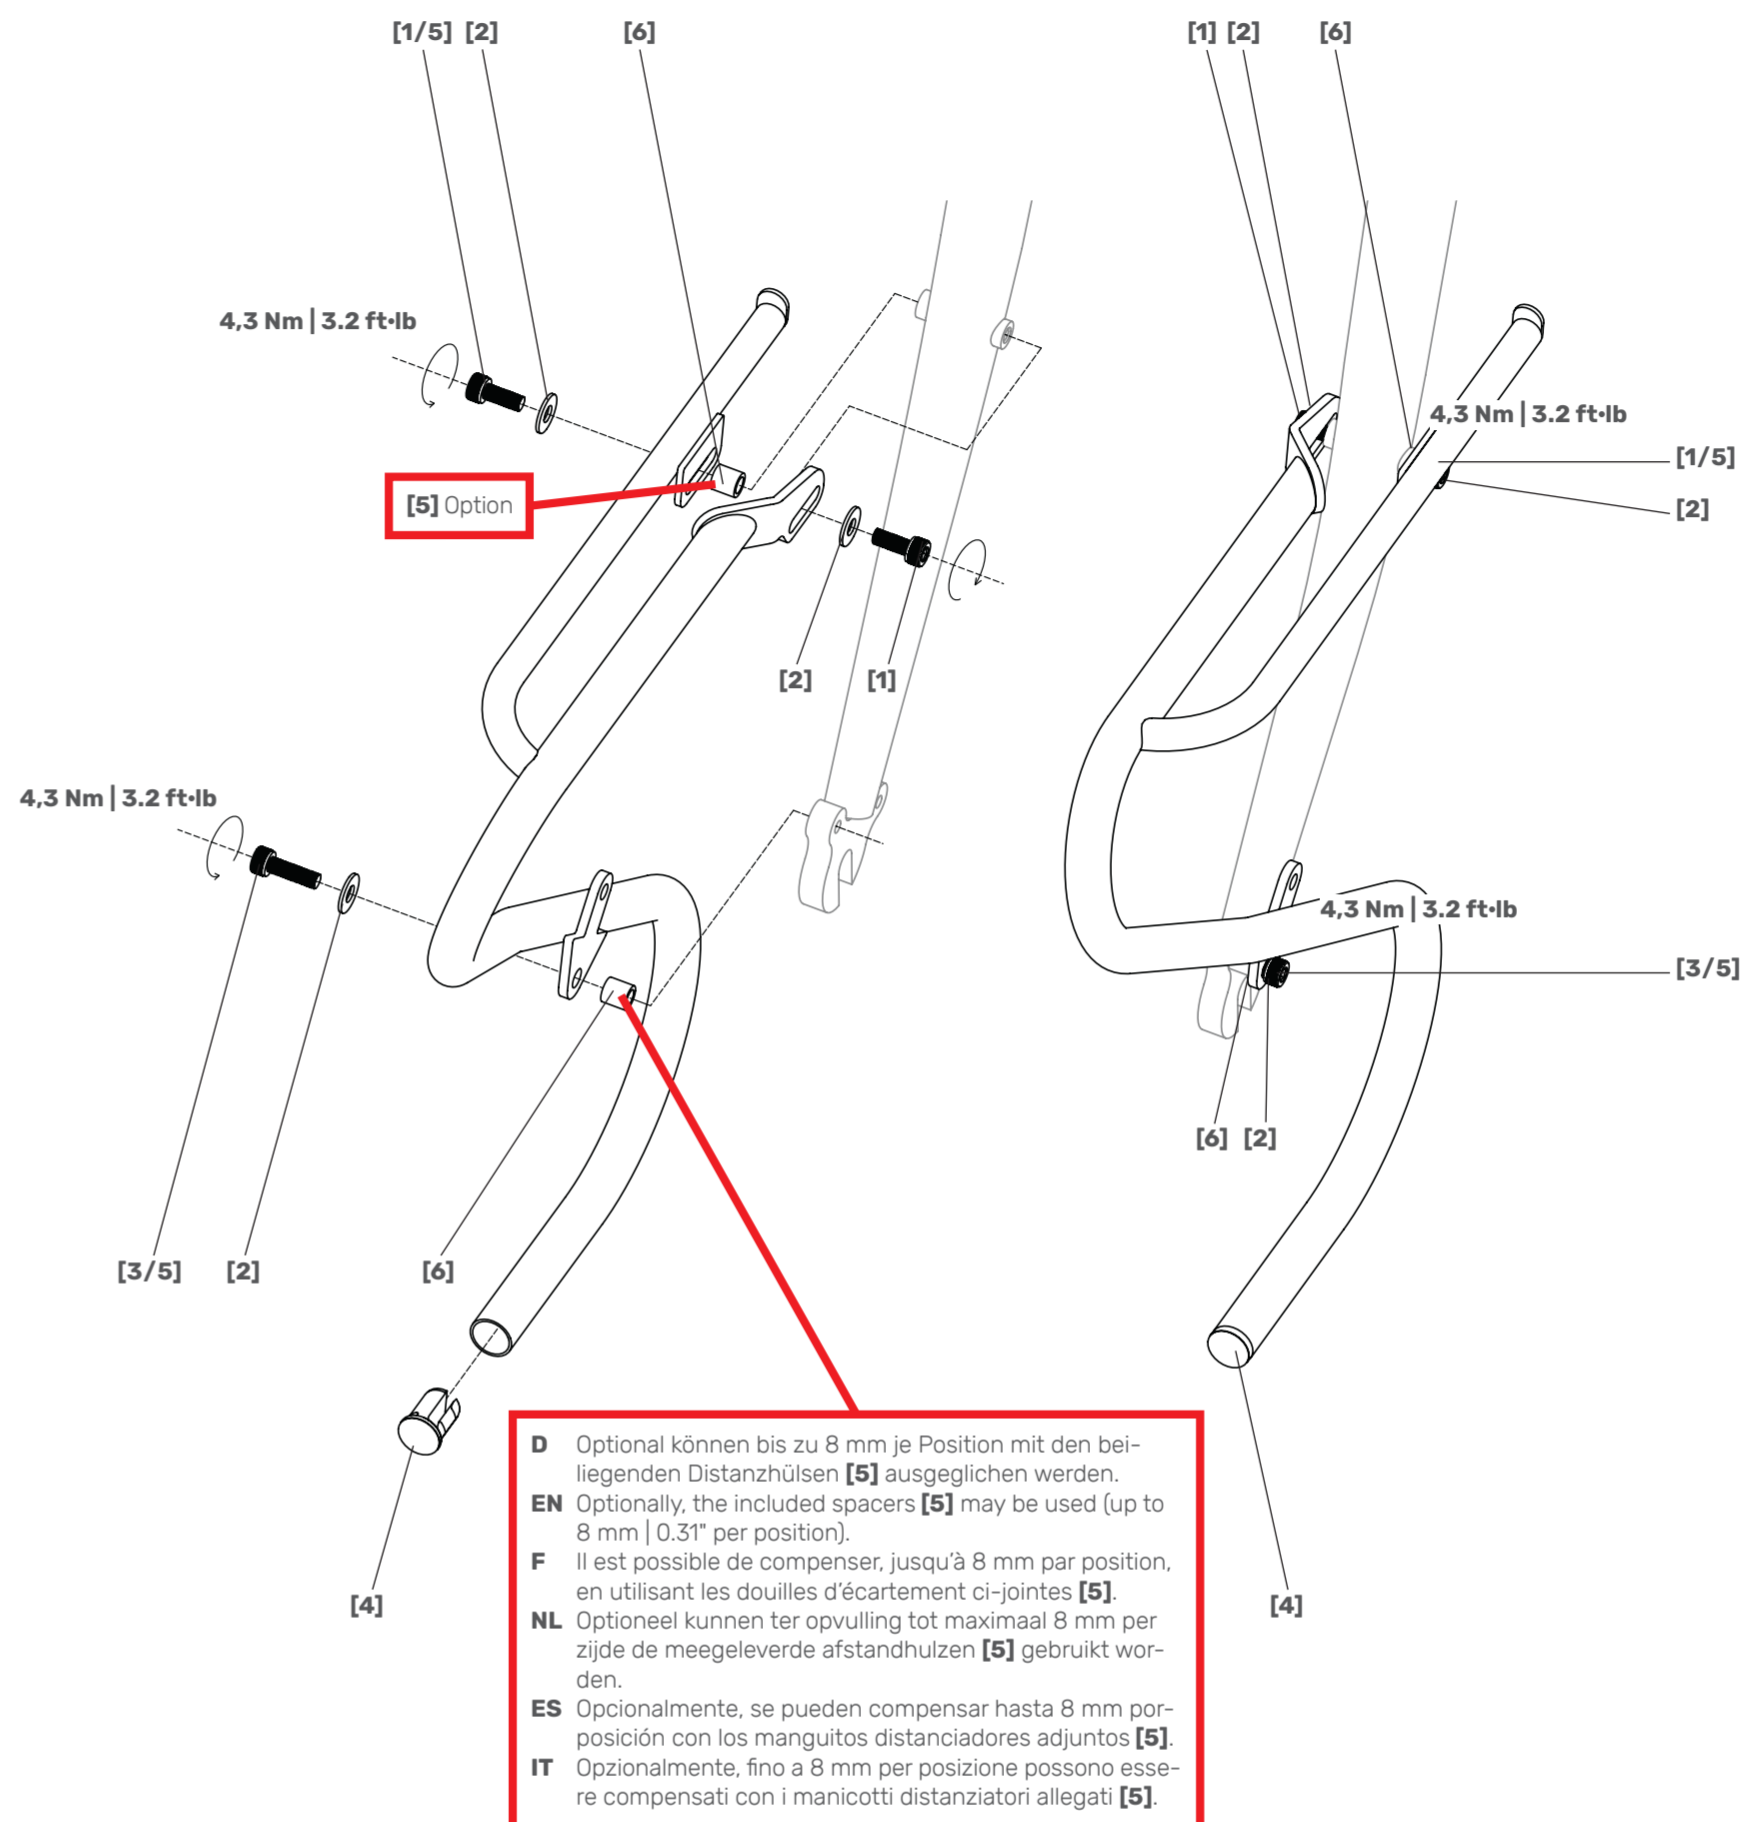 [1/5] [2] [6] [1] [2] [6]
4,3 Nm | 3.2 ft•lb
4,3 Nm | 3.2 ft•lb
[1/5]
[5] Option
[2]
[2] [1]
4,3 Nm | 3.2 ft•lb
4,3 Nm | 3.2 ft•lb
[3/5]
[6] [2]
[3/5] [2] [6]
D Optional können bis zu 8 mm je Position mit den bei-
liegenden Distanzhülsen [5] ausgeglichen werden.
EN Optionally, the included spacers [5] may be used (up to
8 mm | 0.31" per position).
F Il est possible de compenser, jusqu'à 8 mm par position,
en utilisant les douilles d'écartement ci-jointes [5].
[4] [4]
NL Optioneel kunnen ter opvulling tot maximaal 8 mm per
zijde de meegeleverde afstandhulzen [5] gebruikt wor-
den.
ES Opcionalmente, se pueden compensar hasta 8 mm por-
posición con los manguitos distanciadores adjuntos [5].
IT Opzionalmente, fino a 8 mm per posizione possono esse-
re compensati con i manicotti distanziatori allegati [5].